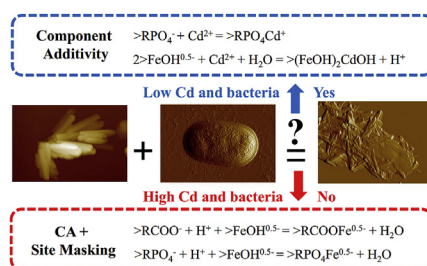 Component Additivity
>RPO₄⁻ + Cd²⁺ = >RPO₄Cd⁺
2>FeOH⁰·⁵⁻ + Cd²⁺ + H₂O = >(FeOH)₂CdOH + H⁺
Low Cd and bacteria Yes
+ ? =
High Cd and bacteria No
CA + Site Masking
>RCOO⁻ + H⁺ + >FeOH⁰·⁵⁻ = >RCOOFe⁰·⁵⁻ + H₂O
>RPO₄⁻ + H⁺ + >FeOH⁰·⁵⁻ = >RPO₄Fe⁰·⁵⁻ + H₂O